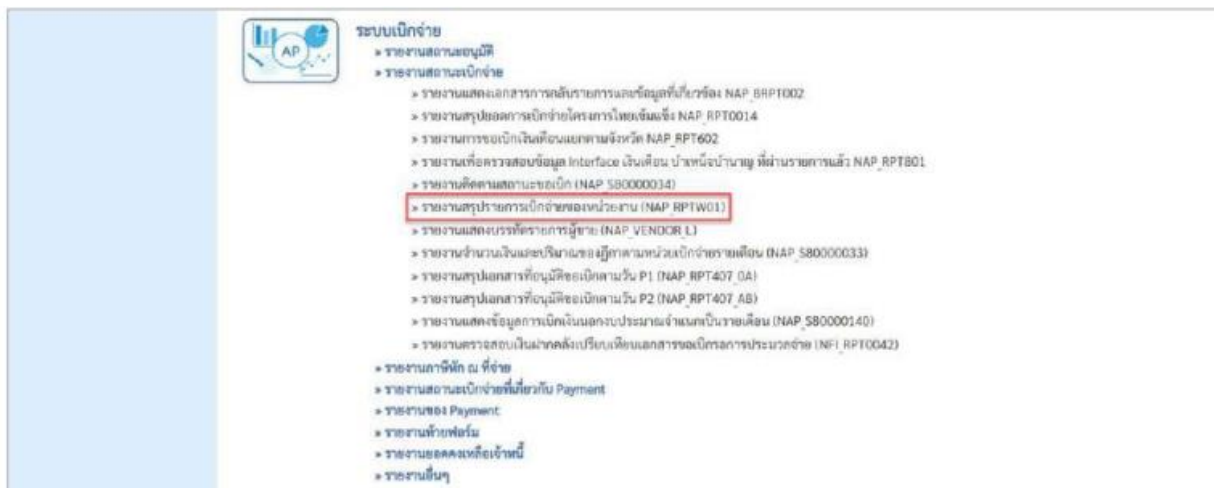 AP
ระบบเบิกจ่าย
» รายงานสถานะอนุมัติ
» รายงานสถานะเบิกจ่าย
» รายงานแสดงเอกสารการกลับรายการและข้อมูลที่เกี่ยวข้อง NAP_BRPT002
» รายงานสรุปยอดการเบิกจ่ายโครงการไทยเข้มแข็ง NAP_RPT0014
» รายงานการขอเบิกเงินเดือนแยกตามจังหวัด NAP_RPT602
» รายงานเพื่อตรวจสอบข้อมูล Interface เงินเดือน บำเหน็จบำนาญ ที่ผ่านรายการแล้ว NAP_RPT801
» รายงานติดตามสถานะขอเบิก (NAP_S80000034)
» รายงานสรุปรายการเบิกจ่ายของหน่วยงาน (NAP_RPTW01)
» รายงานแสดงบรรทัดรายการผู้ขาย (NAP_VENDOR_L)
» รายงานจำนวนเงินและปริมาณของฎีกาตามหน่วยเบิกจ่ายรายเดือน (NAP_S80000033)
» รายงานสรุปเอกสารที่อนุมัติขอเบิกตามวัน P1 (NAP_RPT407_0A)
» รายงานสรุปเอกสารที่อนุมัติขอเบิกตามวัน P2 (NAP_RPT407_AB)
» รายงานแสดงข้อมูลการเบิกเงินนอกงบประมาณจำแนกเป็นรายเดือน (NAP_S80000140)
» รายงานตรวจสอบเงินฝากคลังเปรียบเทียบเอกสารขอเบิกรอการประมวลจ่าย (NFI_RPT0042)
» รายงานภาษีหัก ณ ที่จ่าย
» รายงานสถานะเบิกจ่ายที่เกี่ยวกับ Payment
» รายงานของ Payment
» รายงานท้ายฟอร์ม
» รายงานยอดคงเหลือเจ้าหนี้
» รายงานอื่นๆ